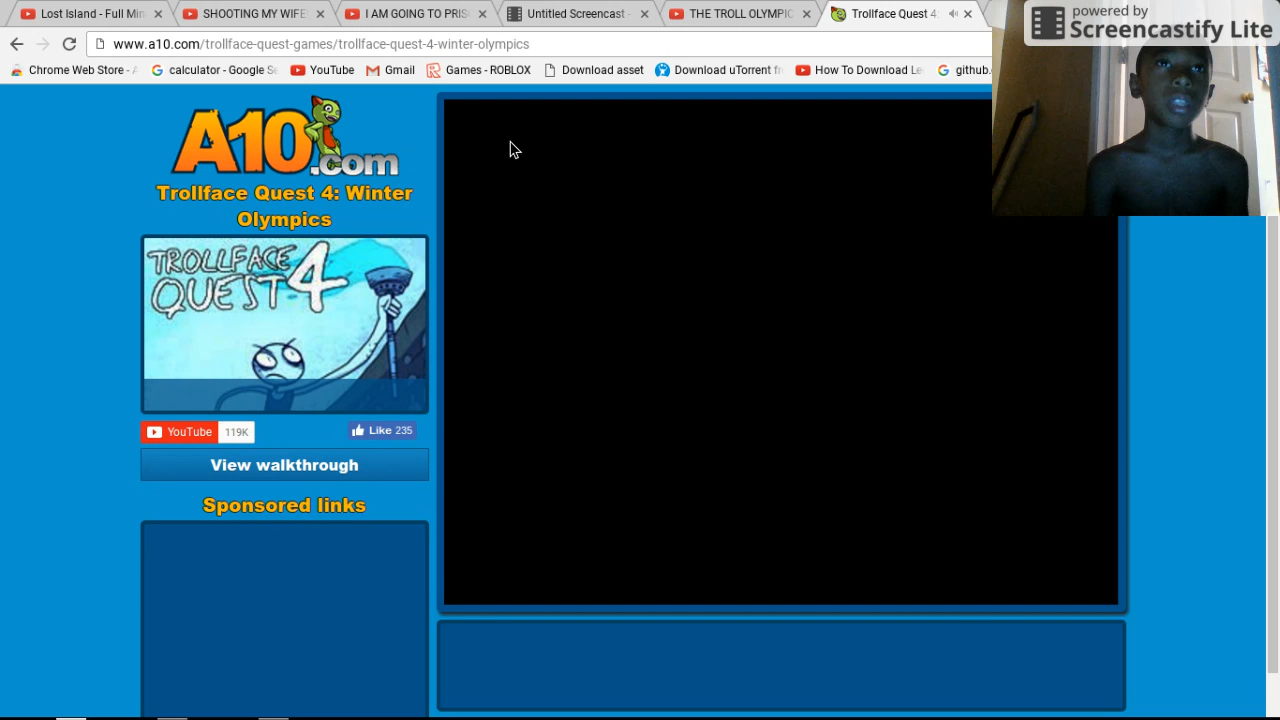 Lost Island - Full Min
SHOOTING MY WIFE
I AM GOING TO PRIS
Untitled Screencast -
THE TROLL OLYMPIC
Trollface Quest 4:
powered by
Screencastify Lite
www.a10.com/trollface-quest-games/trollface-quest-4-winter-olympics
Chrome Web Store - A
calculator - Google Se
YouTube
Gmail
Games - ROBLOX
Download asset
Download uTorrent f
How To Download Le
github.
A10.com
Trollface Quest 4: Winter
Olympics
TROLLFACE
QUEST 4
YouTube 119K
Like 235
View walkthrough
Sponsored links